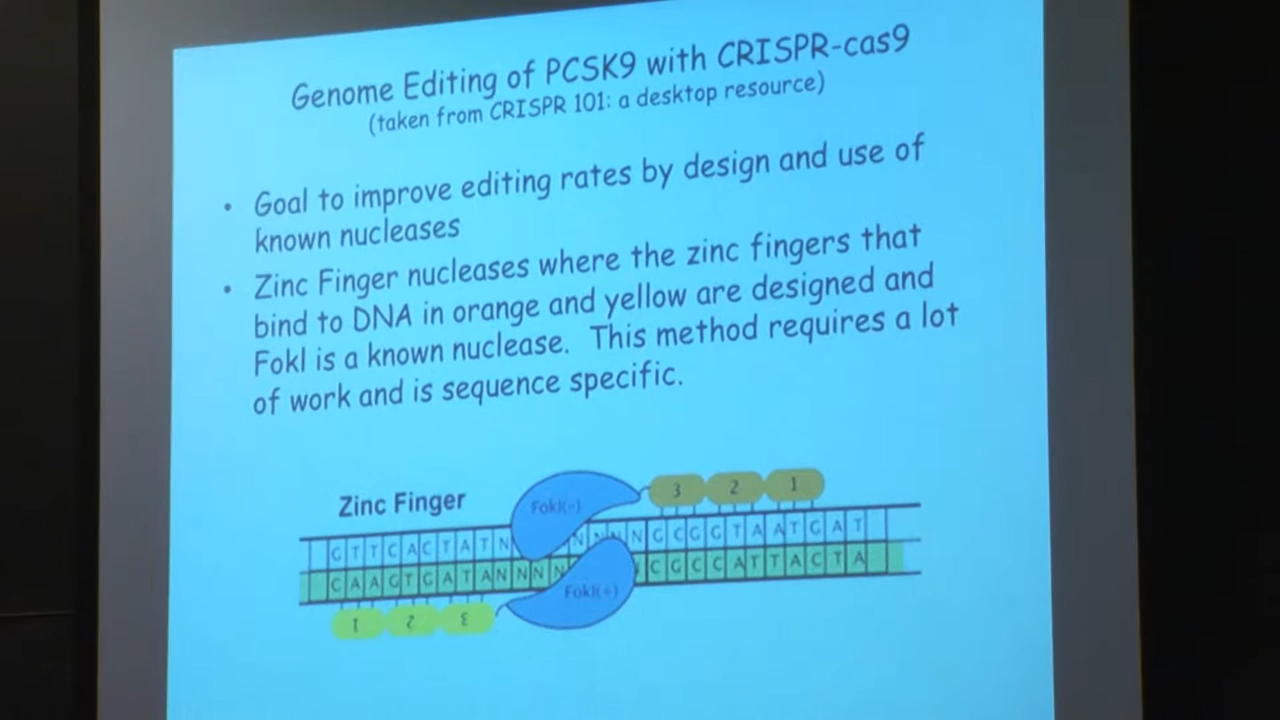 Genome Editing of PCSK9 with CRISPR-cas9
(taken from CRISPR 101: a desktop resource)
• Goal to improve editing rates by design and use of
known nucleases
• Zinc Finger nucleases where the zinc fingers that
bind to DNA in orange and yellow are designed and
FokI is a known nuclease. This method requires a lot
of work and is sequence specific.
Zinc Finger
FokI(-)
3 2 1
G T T C A C T A T N N N N N G C G G T A A T G A T
C A A G T G A T A N N N N C G C C A T T A C T A
FokI(+)
1 2 3